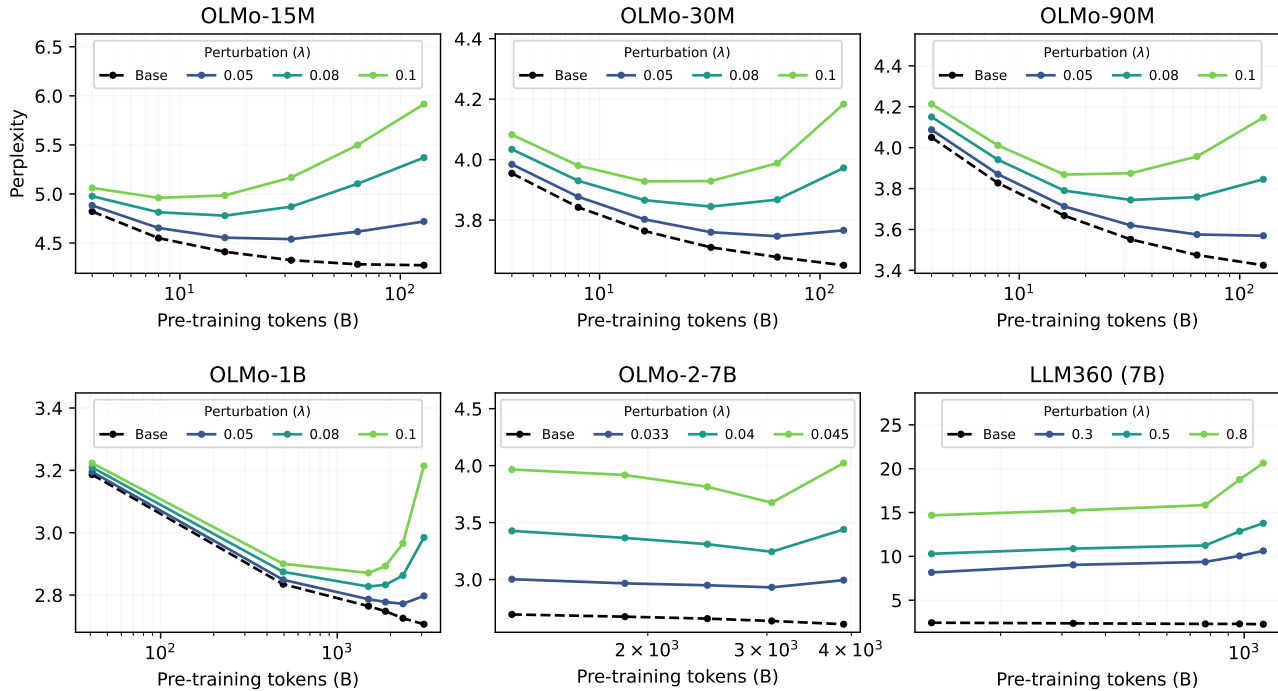 OLMo-15M
Perturbation (λ)
Base 0.05 0.08 0.1
Perplexity
6.5
6.0
5.5
5.0
4.5
10¹ 10²
Pre-training tokens (B)
OLMo-30M
Perturbation (λ)
Base 0.05 0.08 0.1
4.4
4.2
4.0
3.8
10¹ 10²
Pre-training tokens (B)
OLMo-90M
Perturbation (λ)
Base 0.05 0.08 0.1
4.4
4.2
4.0
3.8
3.6
3.4
10¹ 10²
Pre-training tokens (B)
OLMo-1B
Perturbation (λ)
Base 0.05 0.08 0.1
3.4
3.2
3.0
2.8
10² 10³
Pre-training tokens (B)
OLMo-2-7B
Perturbation (λ)
Base 0.033 0.04 0.045
4.5
4.0
3.5
3.0
2 × 10³ 3 × 10³ 4 × 10³
Pre-training tokens (B)
LLM360 (7B)
Perturbation (λ)
Base 0.3 0.5 0.8
25
20
15
10
5
10³
Pre-training tokens (B)